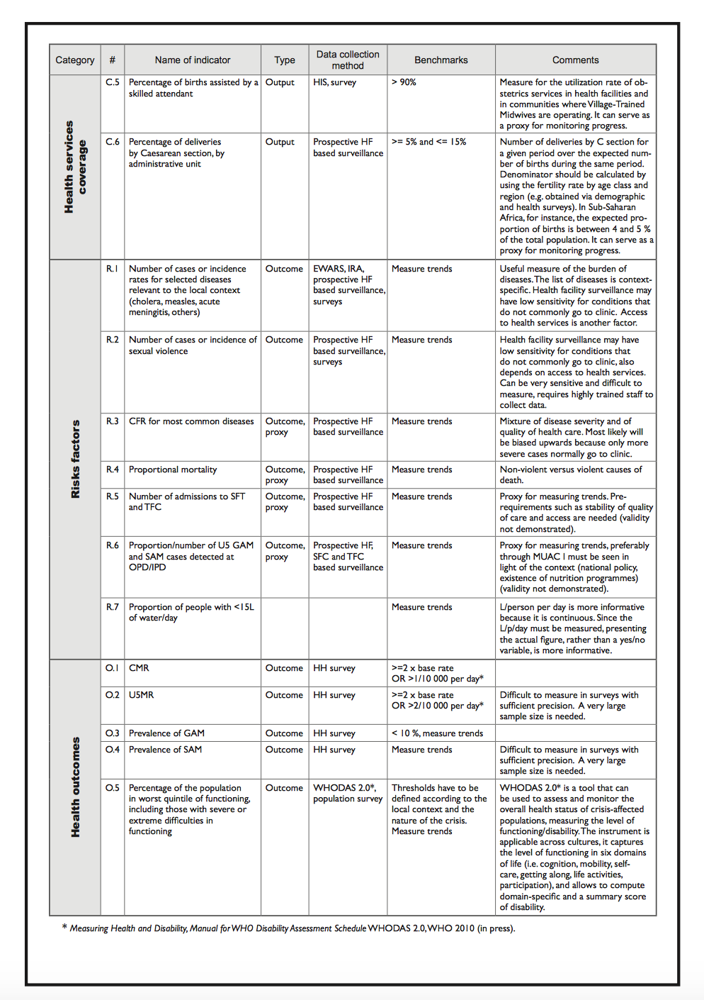 Category
#
Name of indicator
Type
Data collection
method
Benchmarks
Comments
Health services
coverage
C.5
Percentage of births assisted by a
skilled attendant
Output
HIS, survey
> 90%
Measure for the utilization rate of ob-
stetrics services in health facilities and
in communities where Village-Trained
Midwives are operating. It can serve as
a proxy for monitoring progress.
C.6
Percentage of deliveries
by Caesarean section, by
administrative unit
Output
Prospective HF
based surveillance
>= 5% and <= 15%
Number of deliveries by C section for
a given period over the expected num-
ber of births during the same period.
Denominator should be calculated by
using the fertility rate by age class and
region (e.g. obtained via demographic
and health surveys). In Sub-Saharan
Africa, for instance, the expected pro-
portion of births is between 4 and 5 %
of the total population. It can serve as a
proxy for monitoring progress.
Risks factors
R.1
Number of cases or incidence
rates for selected diseases
relevant to the local context
(cholera, measles, acute
meningitis, others)
Outcome
EWARS, IRA,
prospective HF
based surveillance,
surveys
Measure trends
Useful measure of the burden of
diseases. The list of diseases is context-
specific. Health facility surveillance may
have low sensitivity for conditions that
do not commonly go to clinic. Access
to health services is another factor.
R.2
Number of cases or incidence of
sexual violence
Outcome
Prospective HF
based surveillance,
surveys
Measure trends
Health facility surveillance may have
low sensitivity for conditions that
do not commonly go to clinic, also
depends on access to health services.
Can be very sensitive and difficult to
measure, requires highly trained staff to
collect data.
R.3
CFR for most common diseases
Outcome,
proxy
Prospective HF
based surveillance
Measure trends
Mixture of disease severity and of
quality of health care. Most likely will
be biased upwards because only more
severe cases normally go to clinic.
R.4
Proportional mortality
Outcome,
proxy
Prospective HF
based surveillance
Measure trends
Non-violent versus violent causes of
death.
R.5
Number of admissions to SFT
and TFC
Outcome,
proxy
Prospective HF
based surveillance
Measure trends
Proxy for measuring trends. Pre-
requirements such as stability of quality
of care and access are needed (validity
not demonstrated).
R.6
Proportion/number of U5 GAM
and SAM cases detected at
OPD/IPD
Outcome,
proxy
Prospective HF,
SFC and TFC
based surveillance
Measure trends
Proxy for measuring trends, preferably
through MUAC I must be seen in
light of the context (national policy,
existence of nutrition programmes)
(validity not demonstrated).
R.7
Proportion of people with <15L
of water/day
Measure trends
L/person per day is more informative
because it is continuous. Since the
L/p/day must be measured, presenting
the actual figure, rather than a yes/no
variable, is more informative.
Health outcomes
O.1
CMR
Outcome
HH survey
>=2 x base rate
OR >1/10 000 per day*
O.2
U5MR
Outcome
HH survey
>=2 x base rate
OR >2/10 000 per day*
Difficult to measure in surveys with
sufficient precision. A very large
sample size is needed.
O.3
Prevalence of GAM
Outcome
HH survey
< 10 %, measure trends
O.4
Prevalence of SAM
Outcome
HH survey
Measure trends
Difficult to measure in surveys with
sufficient precision. A very large
sample size is needed.
O.5
Percentage of the population
in worst quintile of functioning,
including those with severe or
extreme difficulties in
functioning
Outcome
WHODAS 2.0*,
population survey
Thresholds have to be
defined according to the
local context and the
nature of the crisis.
Measure trends
WHODAS 2.0* is a tool that can
be used to assess and monitor the
overall health status of crisis-affected
populations, measuring the level of
functioning/disability. The instrument is
applicable across cultures, it captures
the level of functioning in six domains
of life (i.e. cognition, mobility, self-
care, getting along, life activities,
participation), and allows to compute
domain-specific and a summary score
of disability.
* Measuring Health and Disability, Manual for WHO Disability Assessment Schedule WHODAS 2.0, WHO 2010 (in press).